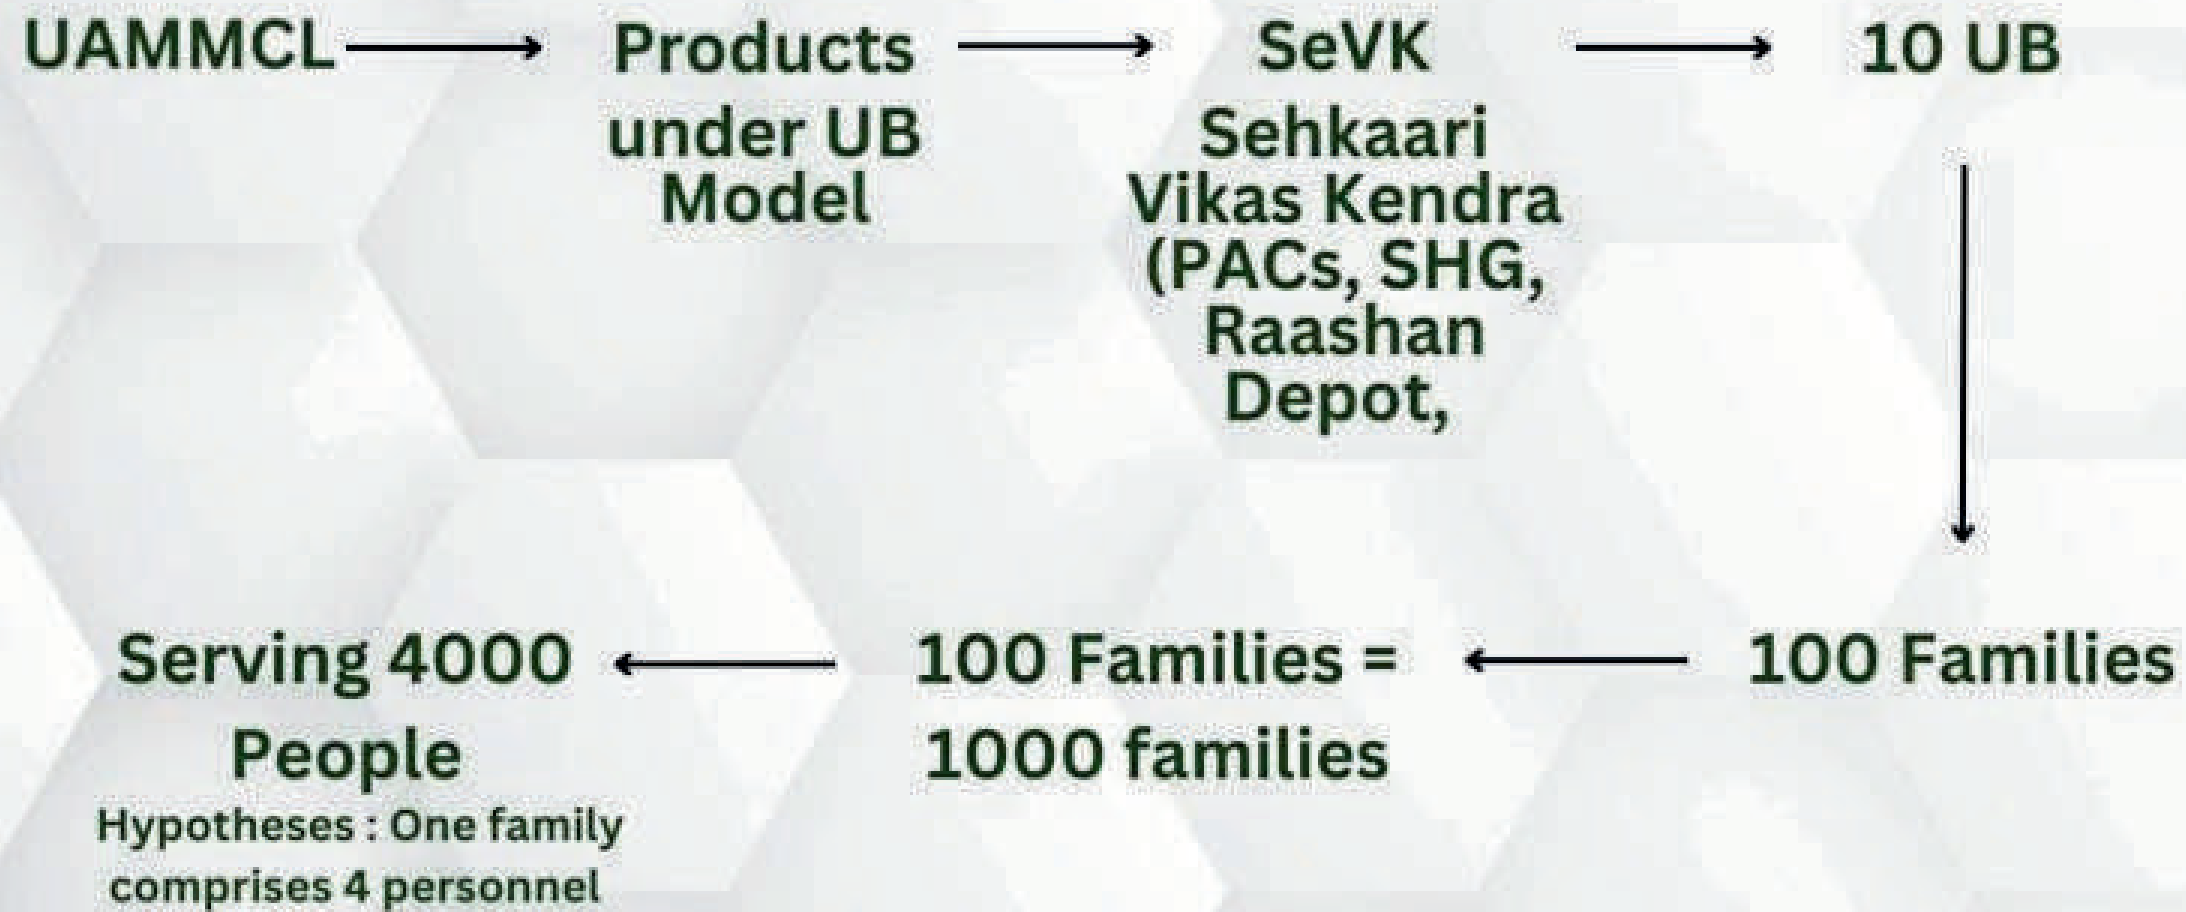 UAMMCL
Products
under UB
Model
SeVK
Sehkaari
Vikas Kendra
(PACs, SHG,
Raashan
Depot,
10 UB
100 Families
100 Families =
1000 families
Serving 4000
People
Hypotheses : One family
comprises 4 personnel